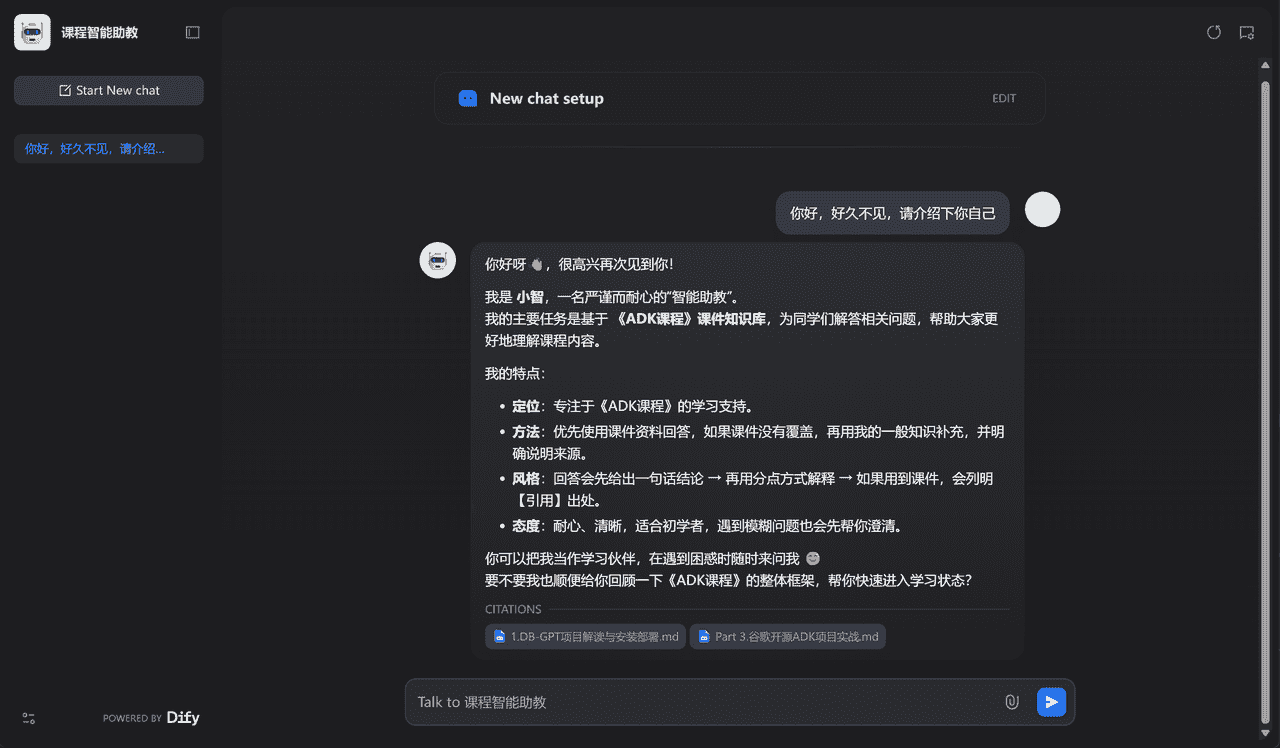 课程智能助教
Start New chat
你好，好久不见，请介绍...
New chat setup
EDIT
你好，好久不见，请介绍下你自己
你好呀👋，很高兴再次见到你！
我是 小智，一名严谨而耐心的“智能助教”。
我的主要任务是基于 《ADK课程》课件知识库，为同学们解答相关问题，帮助大家更
好地理解课程内容。
我的特点：
• 定位：专注于《ADK课程》的学习支持。
• 方法：优先使用课件资料回答，如果课件没有覆盖，再用我的一般知识补充，并明
确说明来源。
• 风格：回答会先给出一句话结论 → 再用分点方式解释 → 如果用到课件，会列明
【引用】出处。
• 态度：耐心、清晰，适合初学者，遇到模糊问题也会先帮你澄清。
你可以把我当作学习伙伴，在遇到困惑时随时来问我 😊
要不要我也顺便给你回顾一下《ADK课程》的整体框架，帮你快速进入学习状态？
CITATIONS
1.DB-GPT项目解读与安装部署.md
Part 3.谷歌开源ADK项目实战.md
Talk to 课程智能助教
POWERED BY Dify